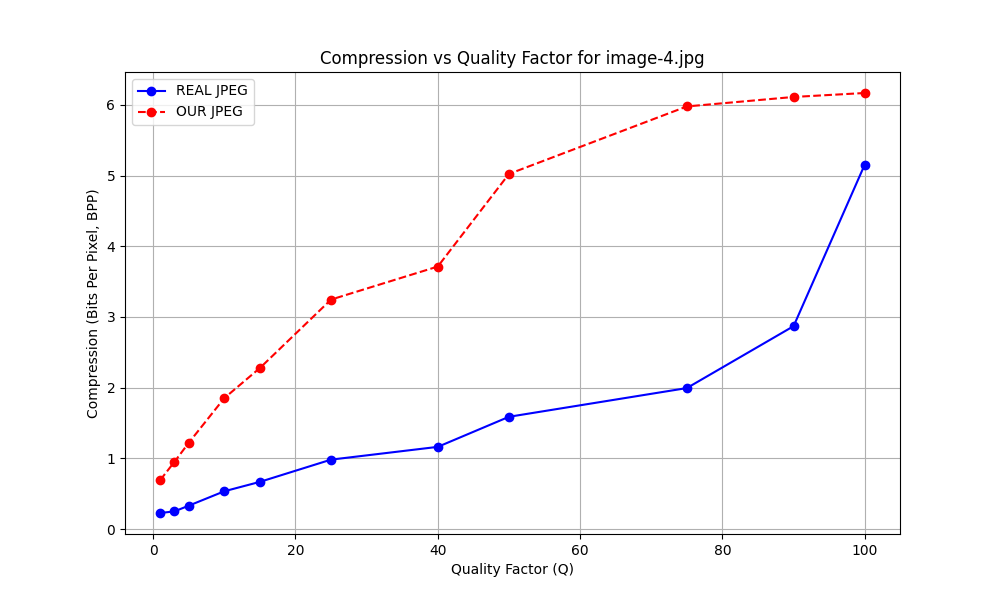 Compression vs Quality Factor for image-4.jpg
REAL JPEG
OUR JPEG
Compression (Bits Per Pixel, BPP)
6
5
4
3
2
1
0
0 20 40 60 80 100
Quality Factor (Q)